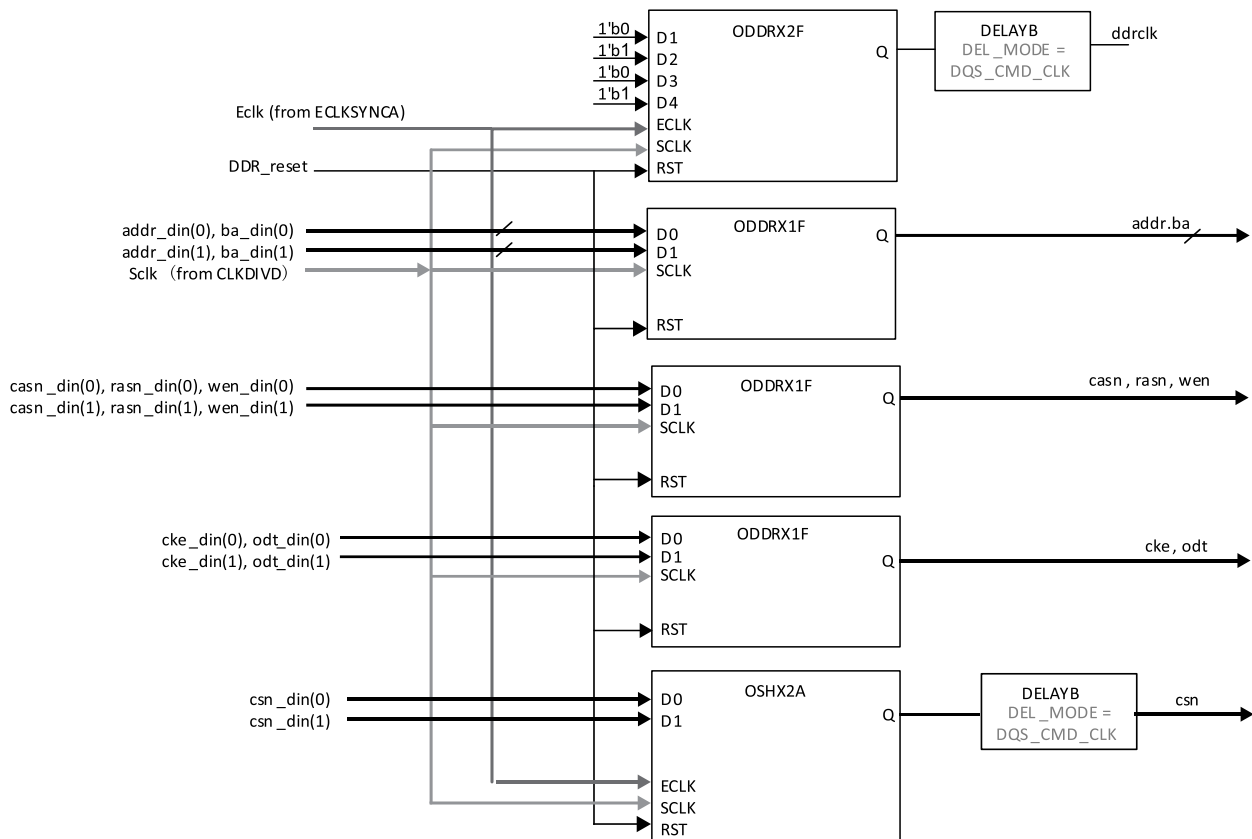 1'b0
1'b1
1'b0
1'b1
D1
D2
D3
D4
ECLK
SCLK
RST
ODDRX2F
Q
DELAYB
DEL_MODE =
DQS_CMD_CLK
ddrclk
Eclk (from ECLKSYNCA)
DDR_reset
addr_din(0), ba_din(0)
addr_din(1), ba_din(1)
Sclk (from CLKDIVD)
D0
D1
SCLK
RST
ODDRX1F
Q
addr.ba
casn_din(0), rasn_din(0), wen_din(0)
casn_din(1), rasn_din(1), wen_din(1)
D0
D1
SCLK
RST
ODDRX1F
Q
casn, rasn, wen
cke_din(0), odt_din(0)
cke_din(1), odt_din(1)
D0
D1
SCLK
RST
ODDRX1F
Q
cke, odt
csn_din(0)
csn_din(1)
D0
D1
ECLK
SCLK
RST
OSHX2A
Q
DELAYB
DEL_MODE =
DQS_CMD_CLK
csn